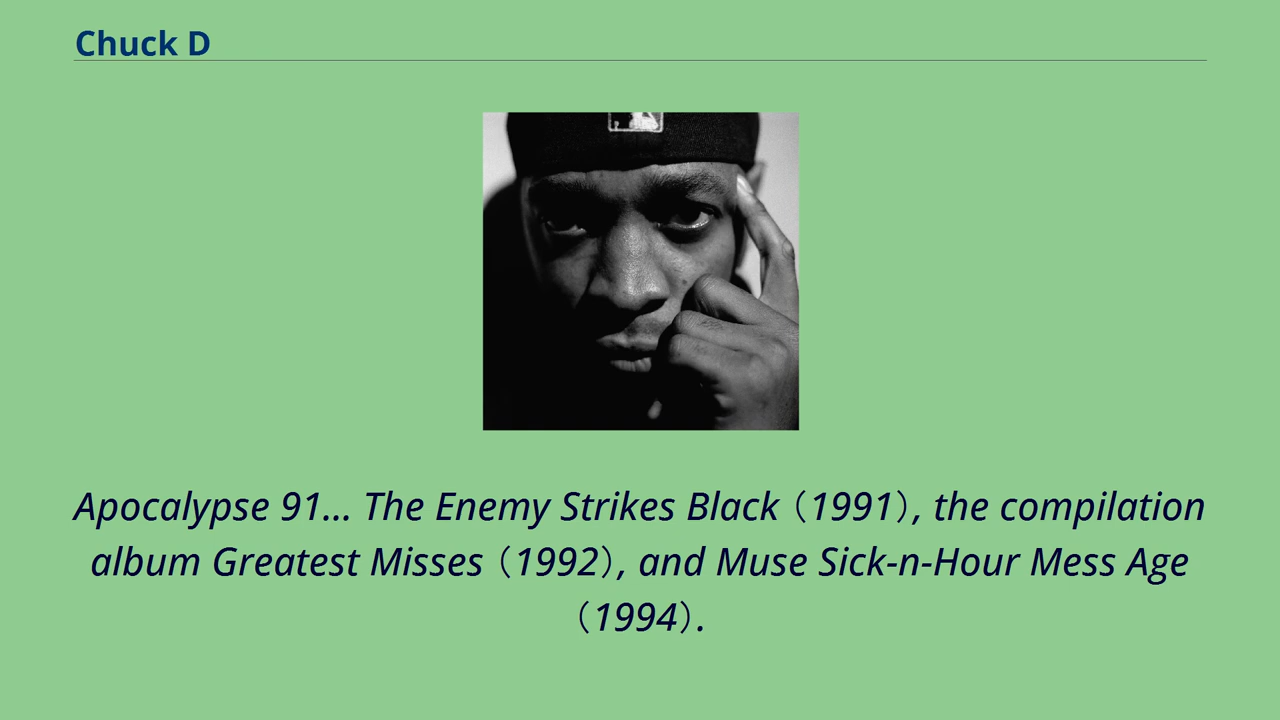 Chuck D
Apocalypse 91... The Enemy Strikes Black（1991）, the compilation
album Greatest Misses（1992）, and Muse Sick-n-Hour Mess Age
（1994）.